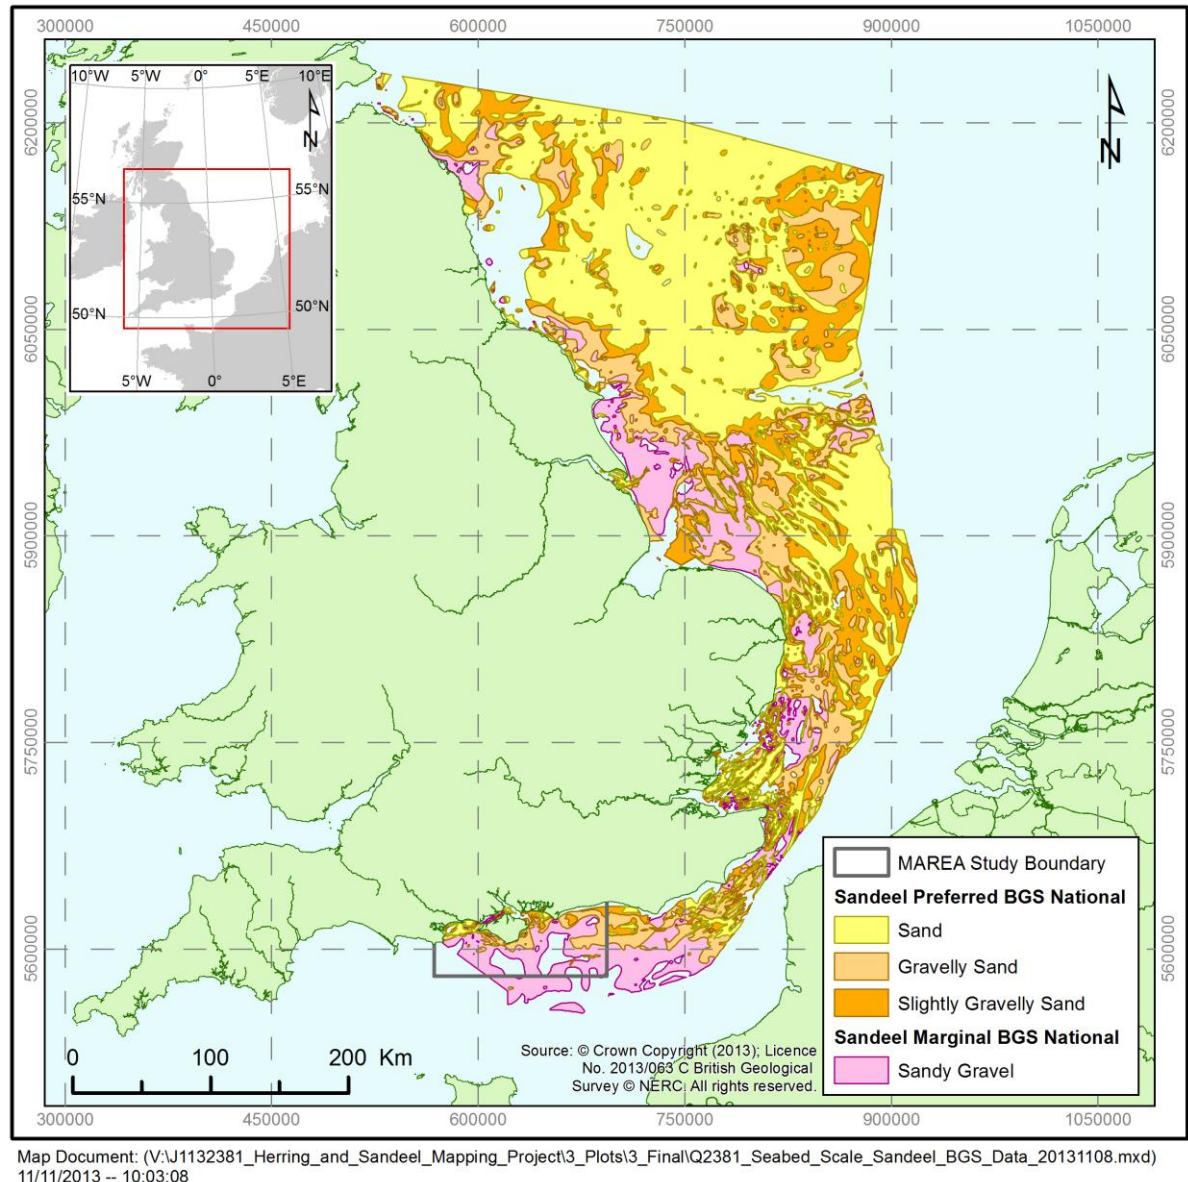 300000 450000 600000 750000 900000 1050000
10°W 5°W 0° 5°E 10°E
N
55°N 55°N
50°N 50°N
5°W 0° 5°E
N
6200000 6200000
6050000 6050000
5900000 5900000
5750000 5750000
5600000 5600000
MAREA Study Boundary
Sandeel Preferred BGS National
Sand
Gravelly Sand
Slightly Gravelly Sand
Sandeel Marginal BGS National
Sandy Gravel
0 100 200 Km
Source: © Crown Copyright (2013); Licence
No. 2013/063 C British Geological
Survey © NERC. All rights reserved.
300000 450000 600000 750000 900000 1050000
Map Document: (V:\J1132381_Herring_and_Sandeel_Mapping_Project\3_Plots\3_Final\Q2381_Seabed_Scale_Sandeel_BGS_Data_20131108.mxd)
11/11/2013 -- 10:03:08